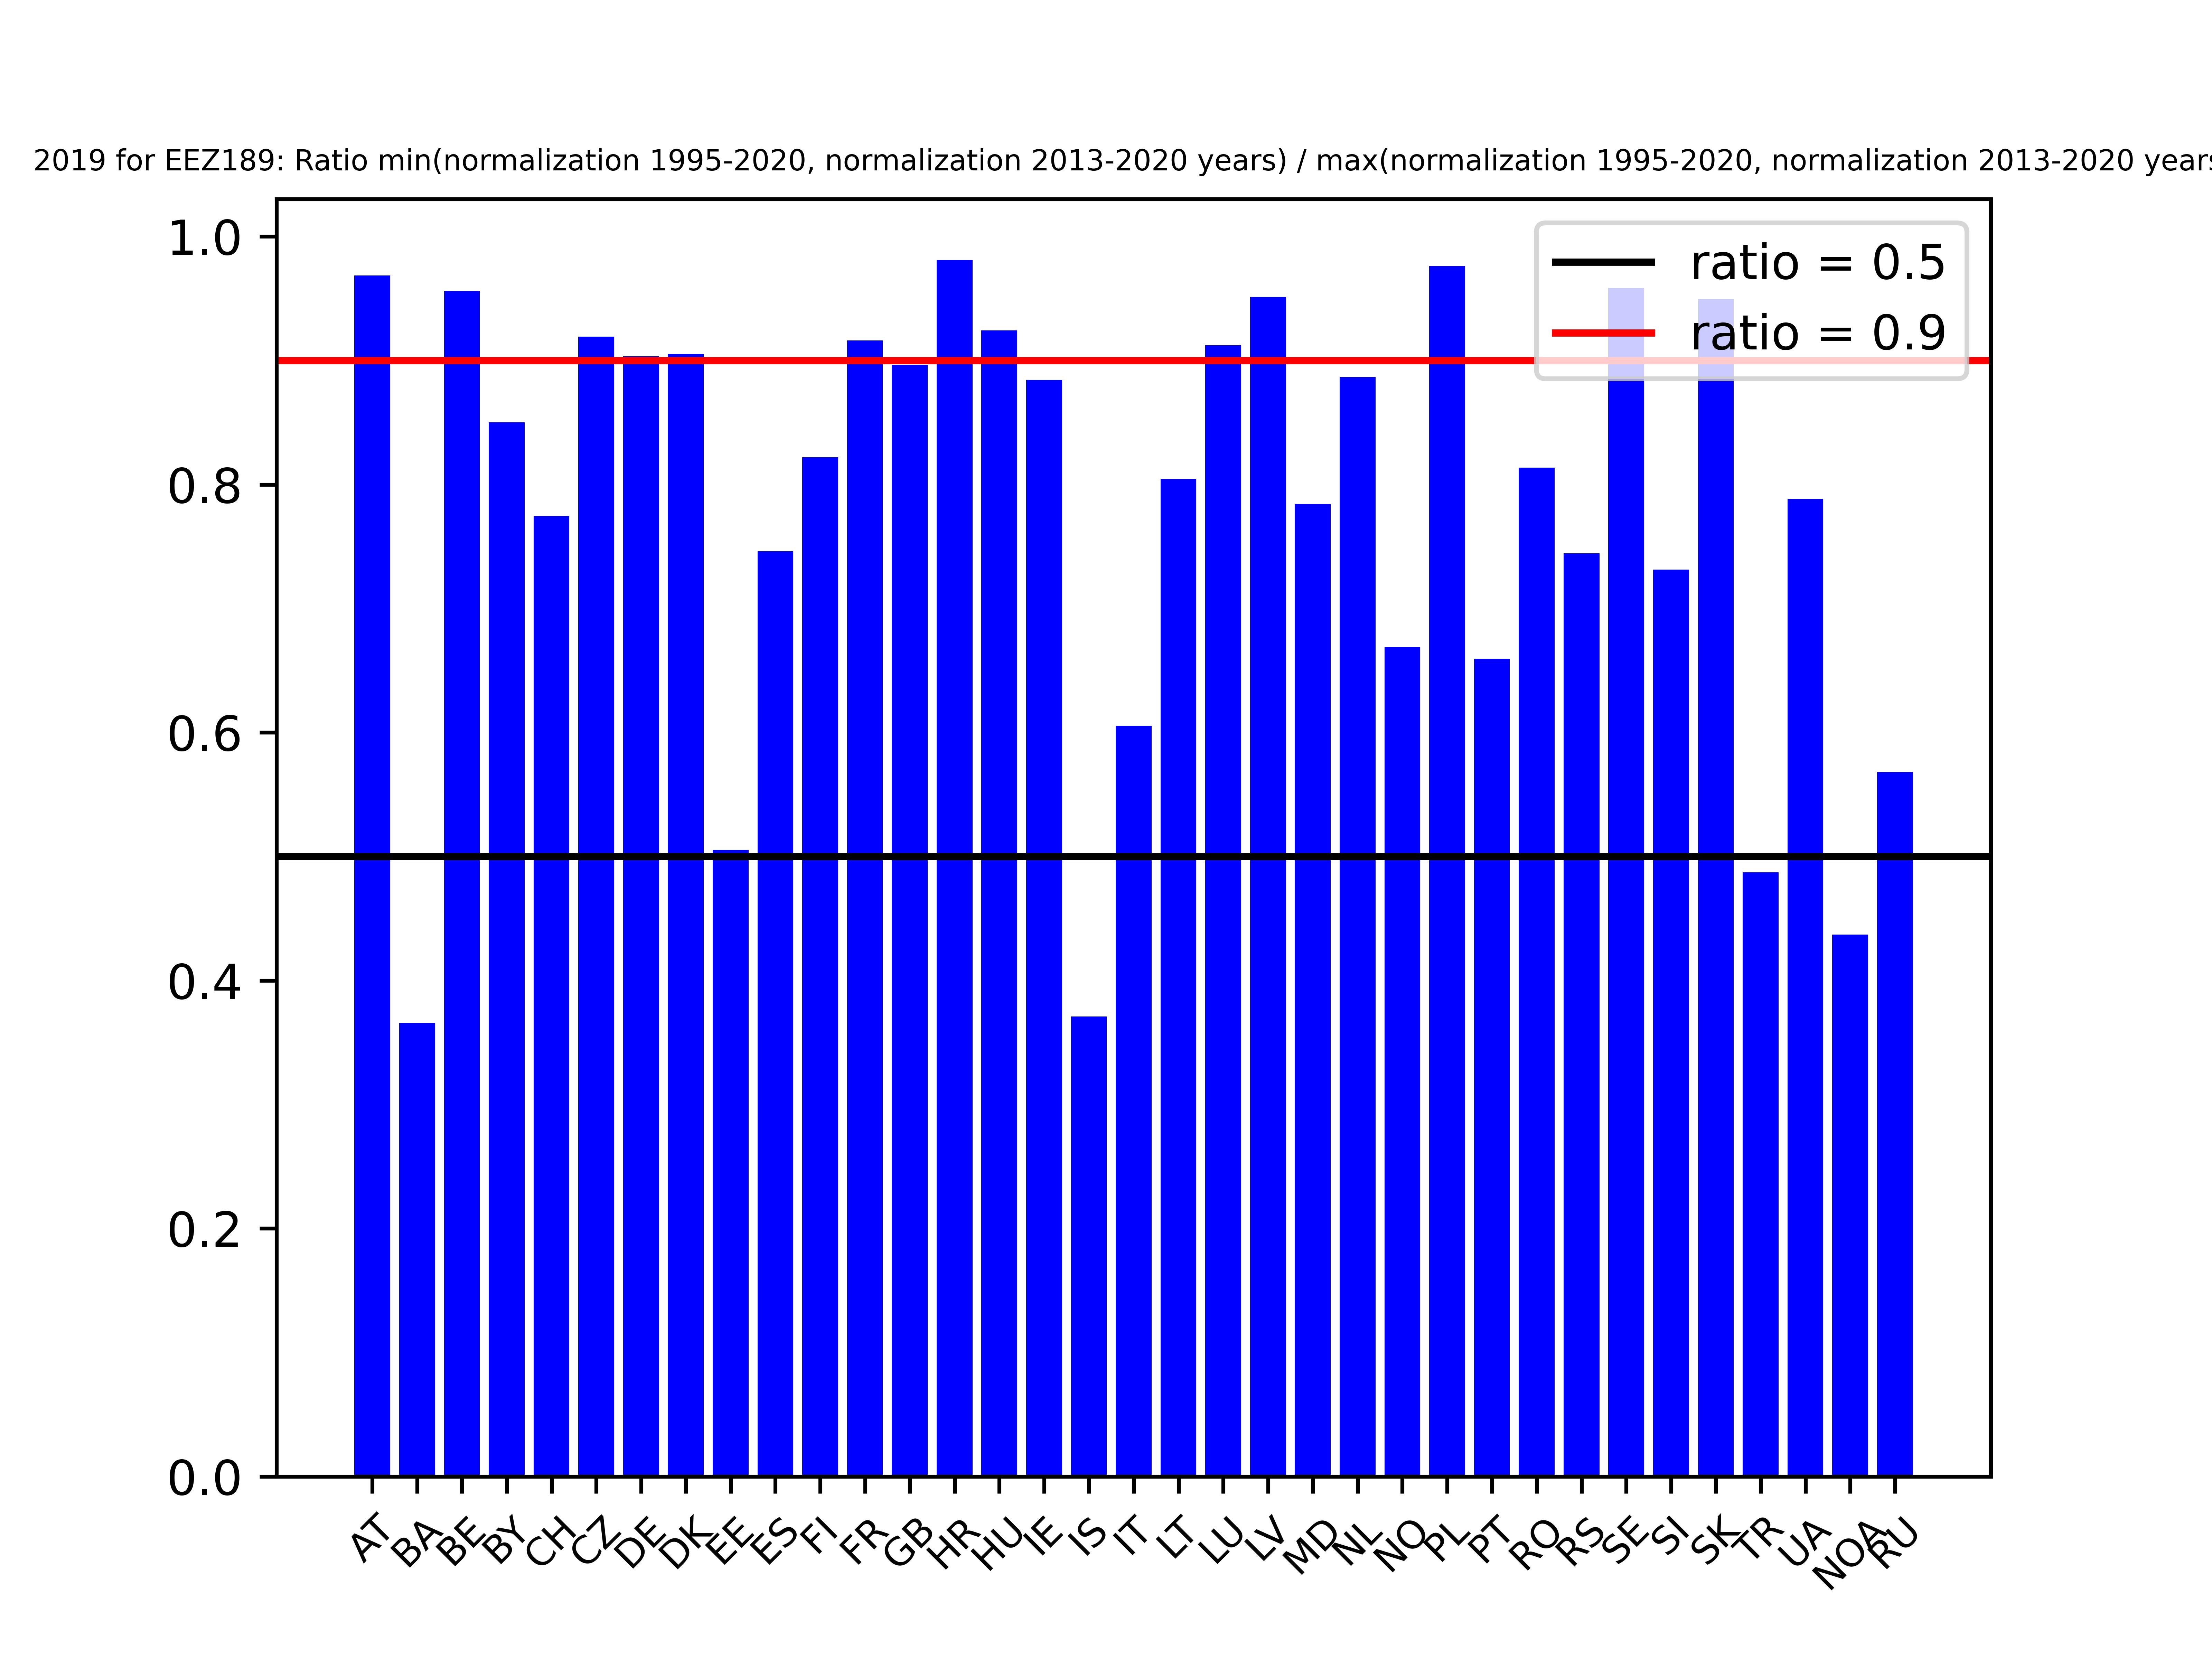 2019 for EEZ189: Ratio min(normalization 1995-2020, normalization 2013-2020 years) / max(normalization 1995-2020, normalization 2013-2020 years
1.0
0.8
0.6
0.4
0.2
0.0
ratio = 0.5
ratio = 0.9
AT BA BE BY CH CZ DE DK EE ES FI FR GB HR HU IE IS IT LT LU LV MD NL NO PL PT RO RS SE SI SK TR UA NOA RU